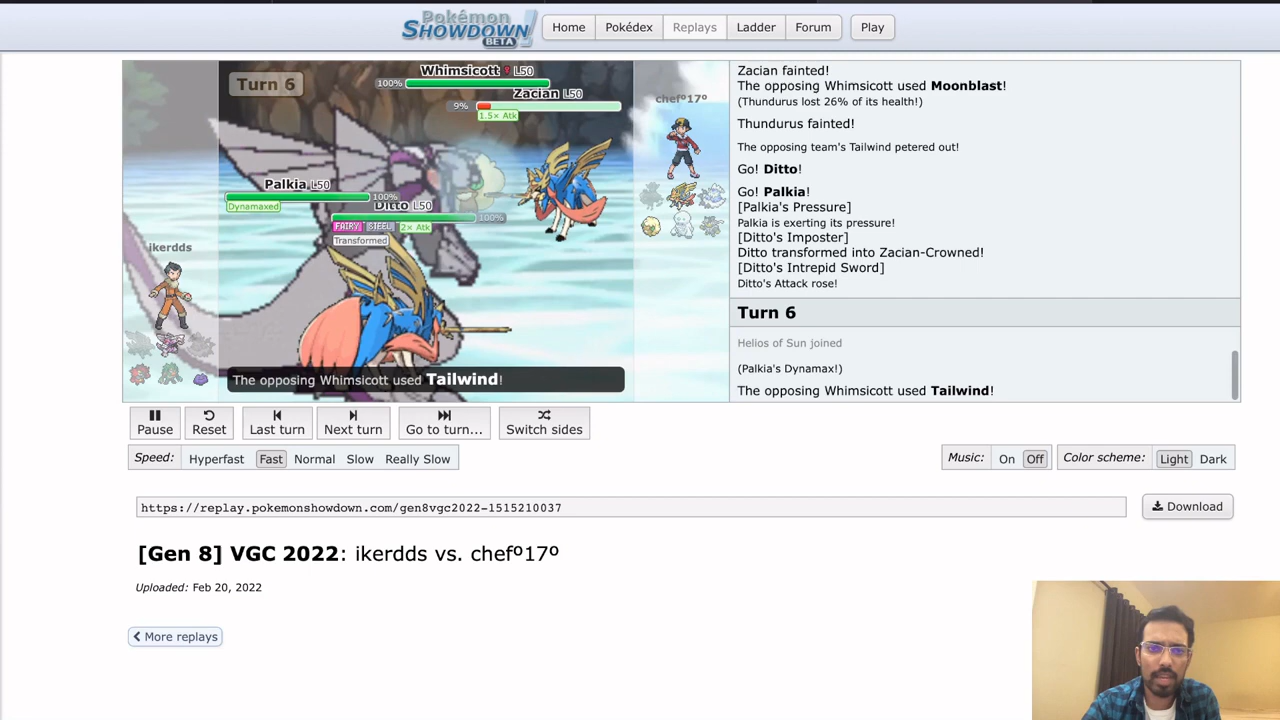 Pokémon
SHOWDOWN!
BETA
Home
Pokédex
Replays
Ladder
Forum
Play
Turn 6
Whimsicott L50
100%
Zacian L50
9%
1.5× Atk
Palkia L50
100%
Dynamaxed
Ditto L50
100%
FAIRY STEEL 2× Atk
Transformed
ikerdds
chefº17º
The opposing Whimsicott used Tailwind!
Zacian fainted!
The opposing Whimsicott used Moonblast!
(Thundurus lost 26% of its health!)
Thundurus fainted!
The opposing team's Tailwind petered out!
Go! Ditto!
Go! Palkia!
[Palkia's Pressure]
Palkia is exerting its pressure!
[Ditto's Imposter]
Ditto transformed into Zacian-Crowned!
[Ditto's Intrepid Sword]
Ditto's Attack rose!
Turn 6
Helios of Sun joined
(Palkia's Dynamax!)
The opposing Whimsicott used Tailwind!
Pause
Reset
Last turn
Next turn
Go to turn...
Switch sides
Speed: Hyperfast Fast Normal Slow Really Slow
Music: On Off
Color scheme: Light Dark
https://replay.pokemonshowdown.com/gen8vgc2022-1515210037
Download
[Gen 8] VGC 2022: ikerdds vs. chefº17º
Uploaded: Feb 20, 2022
More replays